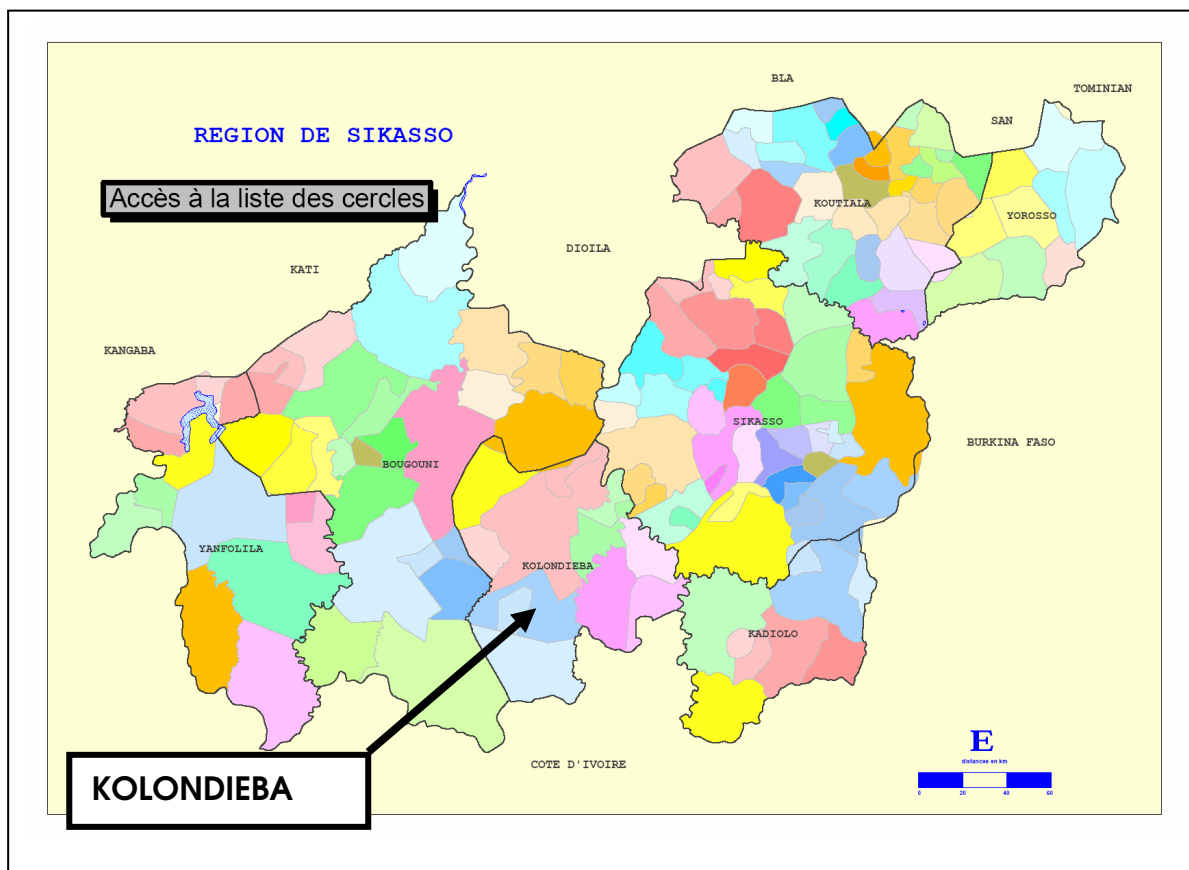 BLA
TOMINIAN
SAN
REGION DE SIKASSO
Accès à la liste des cercles
KOUTIALA
YOROSSO
DIOILA
KATI
KANGABA
SIKASSO
BURKINA FASO
BOUGOUNI
YANFOLILA
KOLONDIEBA
KADIOLO
E
distances en km
0 20 40 60
COTE D'IVOIRE
KOLONDIEBA